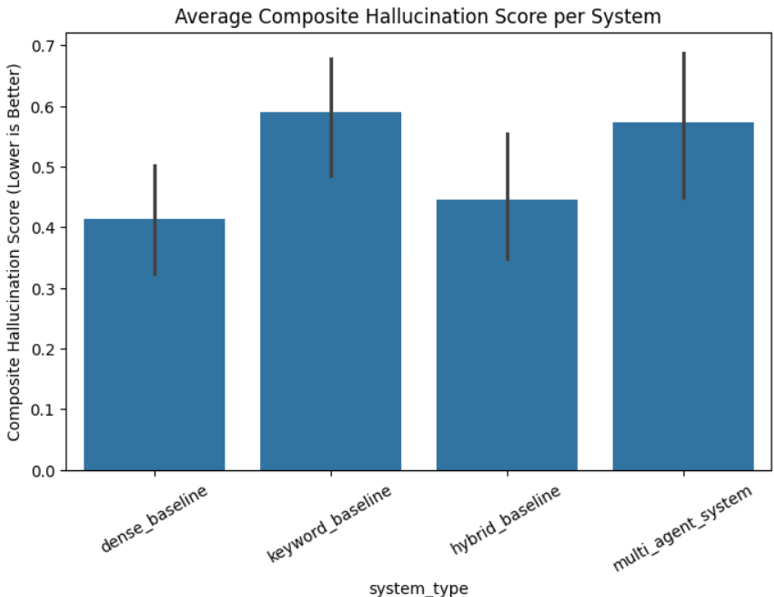 Average Composite Hallucination Score per System
Composite Hallucination Score (Lower is Better)
0.7
0.6
0.5
0.4
0.3
0.2
0.1
0.0
dense_baseline
keyword_baseline
hybrid_baseline
multi_agent_system
system_type